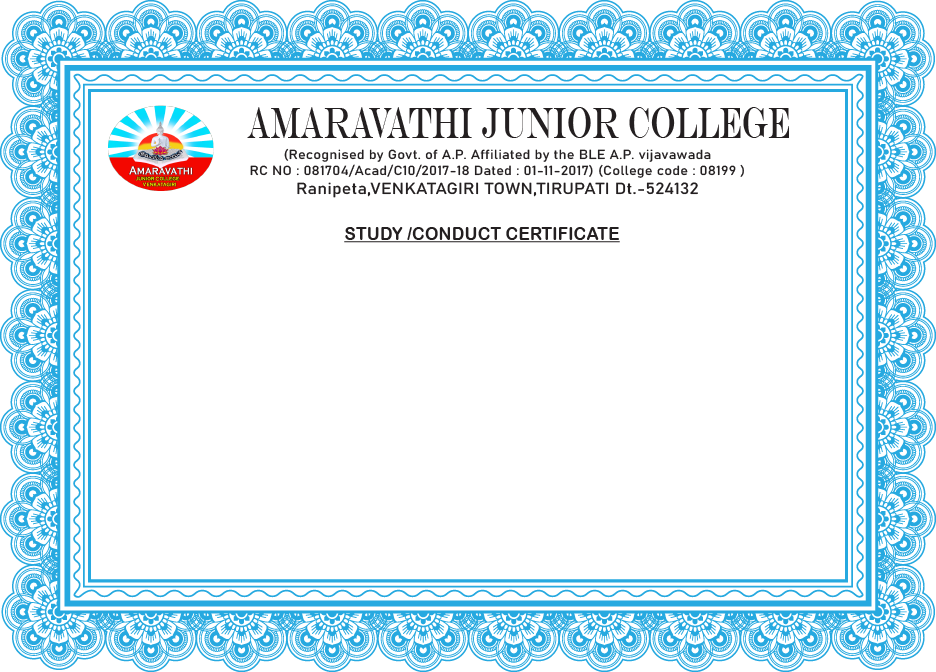 AMARAVATHI JUNIOR COLLEGE
(Recognised by Govt. of A.P. Affiliated by the BLE A.P. vijavawada
RC NO : 081704/Acad/C10/2017-18 Dated : 01-11-2017) (College code : 08199 )
Ranipeta,VENKATAGIRI TOWN,TIRUPATI Dt.-524132
AMARAVATHI
JUNIOR COLLEGE
VENKATAGIRI
STUDY /CONDUCT CERTIFICATE